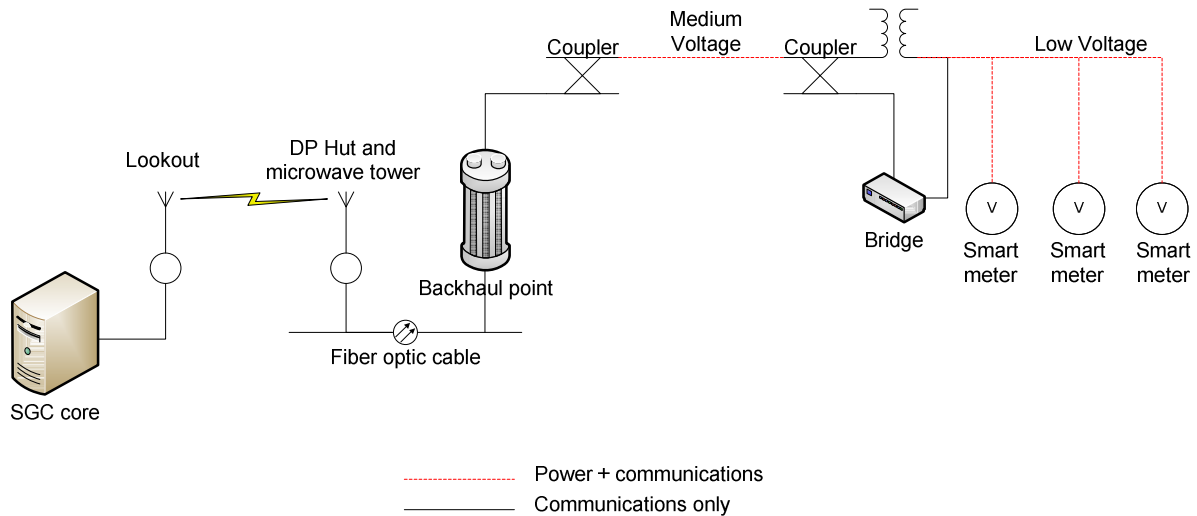 Medium
Voltage
Coupler
Coupler
Low Voltage
Lookout
DP Hut and
microwave tower
V
V
V
Bridge
Smart
meter
Smart
meter
Smart
meter
Backhaul point
Fiber optic cable
SGC core
Power + communications
Communications only